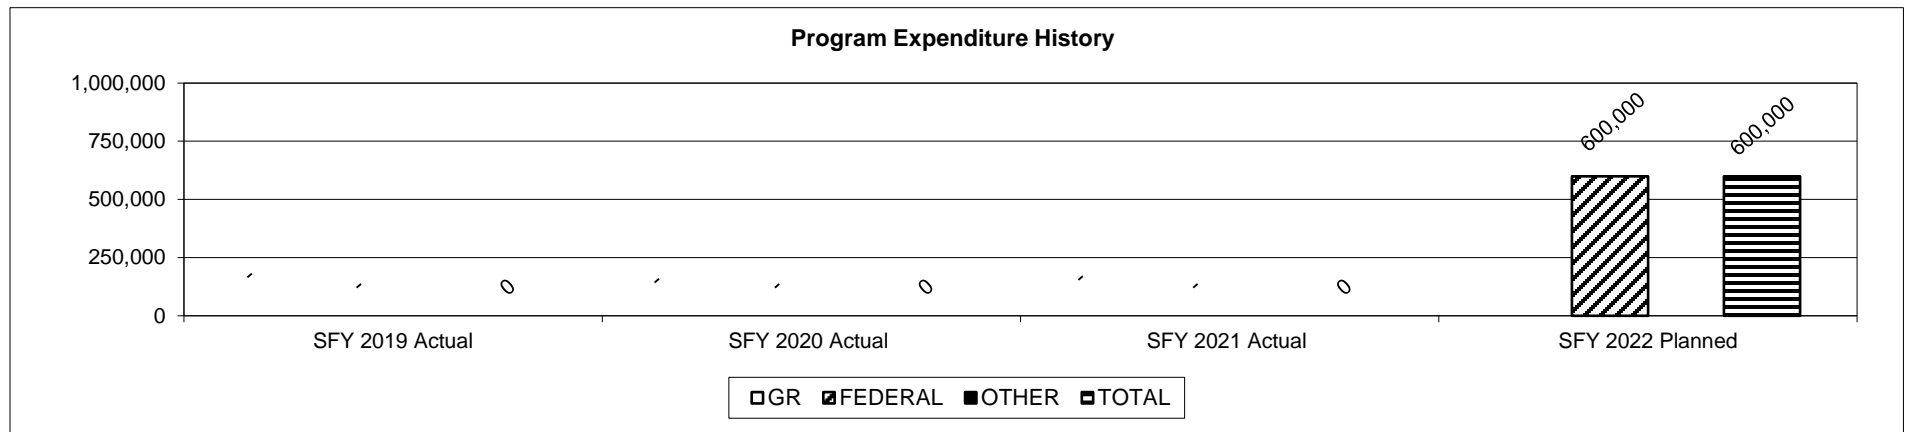 Program Expenditure History
1,000,000
750,000
500,000
250,000
0
- - 0 - - 0 - - 0 600,000 600,000
SFY 2019 Actual SFY 2020 Actual SFY 2021 Actual SFY 2022 Planned
GR FEDERAL OTHER TOTAL